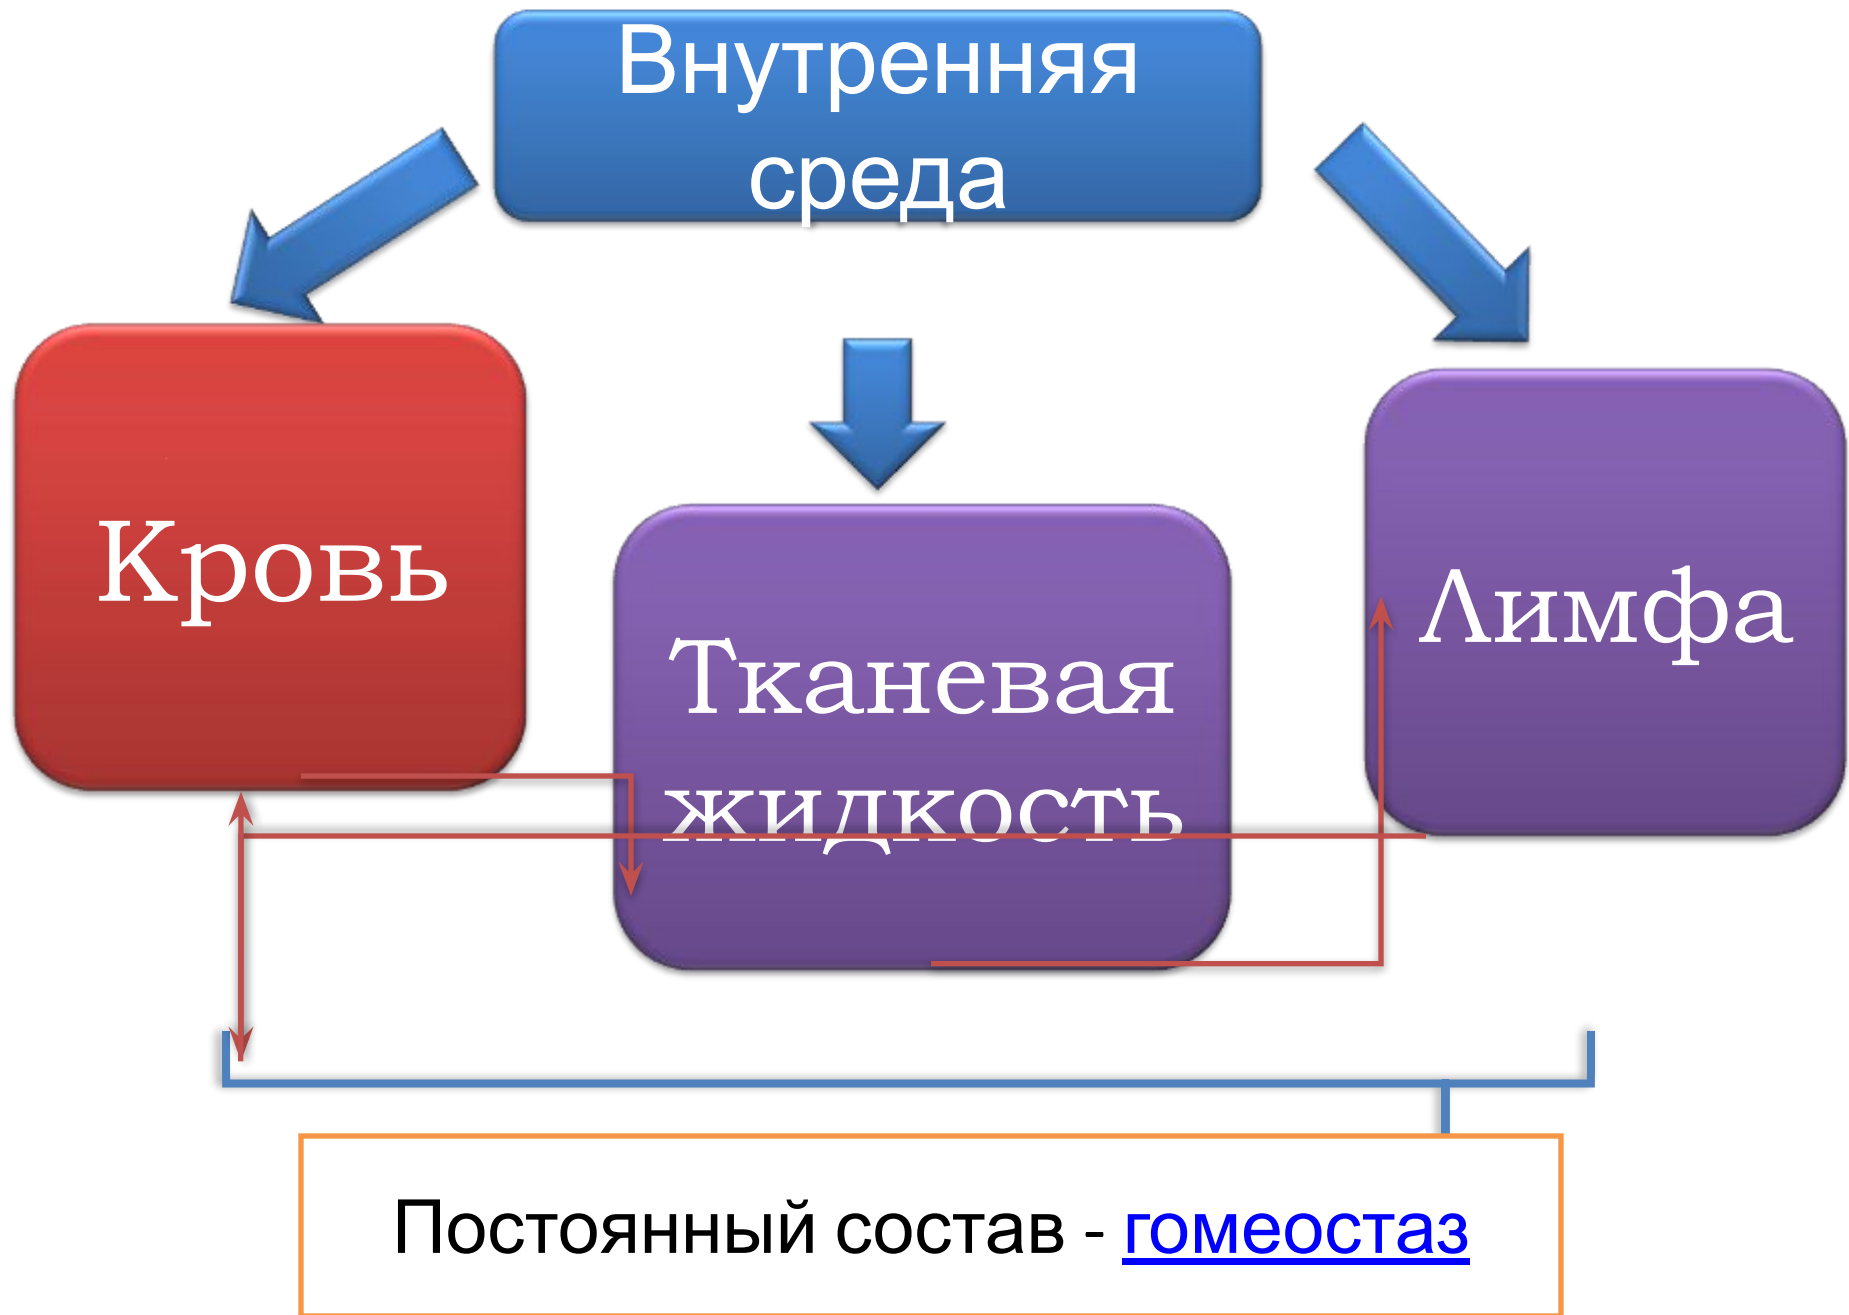 Внутренняя
среда
Кровь
Тканевая
жидкость
Лимфа
Постоянный состав - гомеостаз